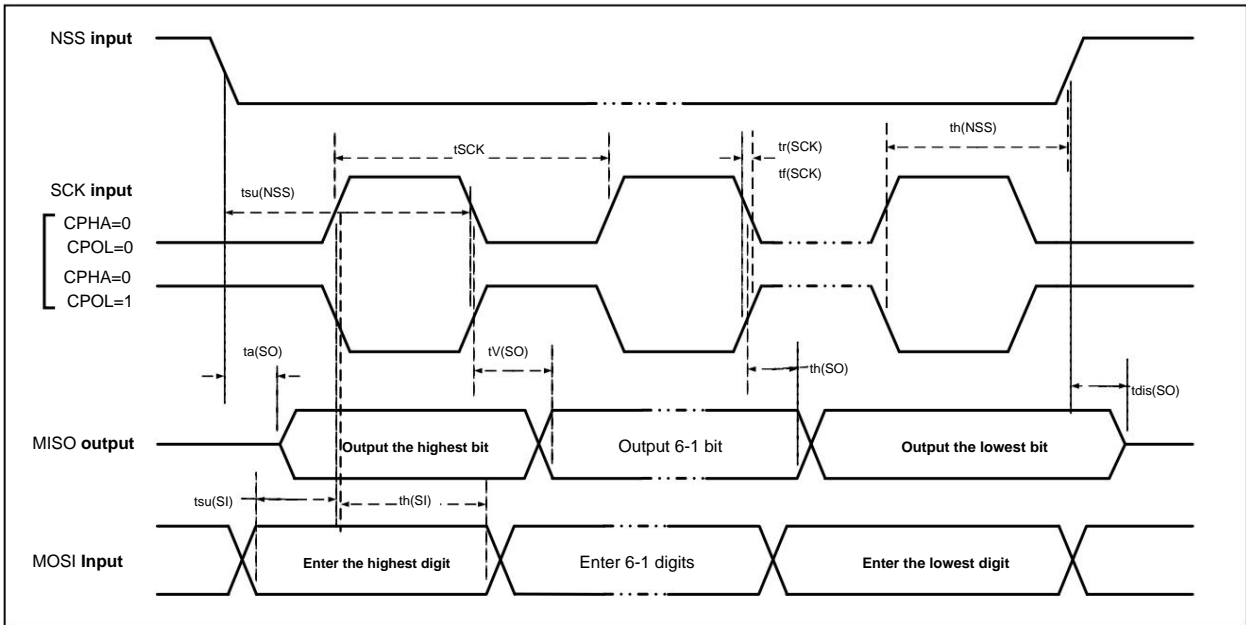 NSS input
th(NSS)
tSCK
tr(SCK)
tf(SCK)
SCK input
tsu(NSS)
CPHA=0
CPOL=0
CPHA=0
CPOL=1
ta(SO)
tV(SO)
th(SO)
tdis(SO)
MISO output
Output the highest bit
Output 6-1 bit
Output the lowest bit
tsu(SI)
th(SI)
MOSI Input
Enter the highest digit
Enter 6-1 digits
Enter the lowest digit